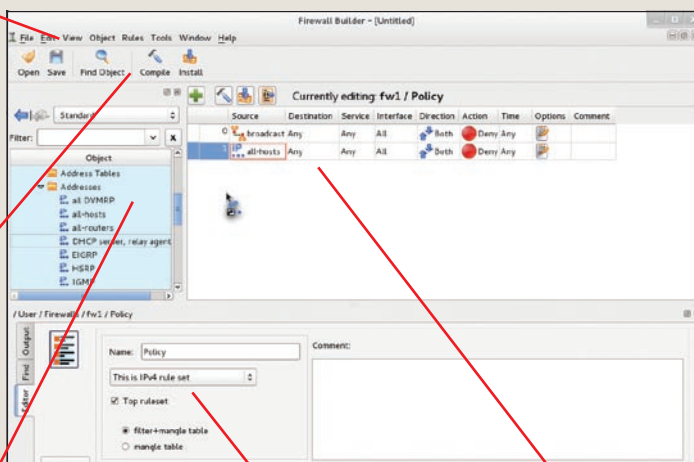 Firewall Builder - [Untitled]
File Edit View Object Rules Tools Window Help
Open Save Find Object Compile Install
Currently editing: fw1 / Policy
Standard
Filter:
X
Object
Address Tables
Addresses
all DVMRP
all-hosts
all-routers
DHCP server, relay agent
EIGRP
HSRP
IGMP
Source Destination Service Interface Direction Action Time Options Comment
0 broadcast Any Any All Both Deny Any
1 all-hosts Any Any All Both Deny Any
/ User / Firewalls / fw1 / Policy
Output
Find
Editor
Name: Policy
This is IPv4 rule set
Top ruleset
filter+mangle table
mangle table
Comment: